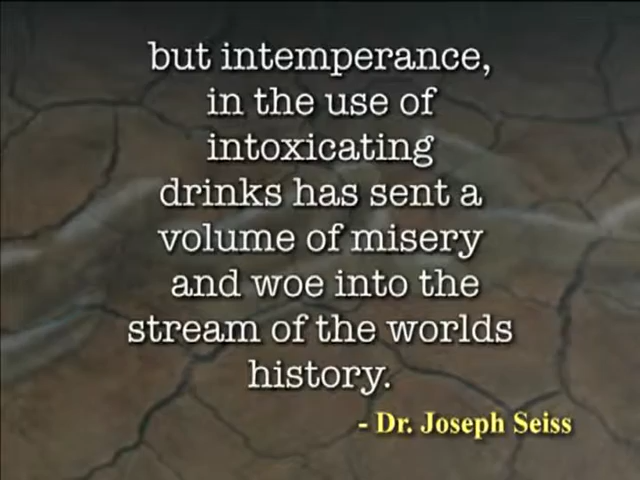 but intemperance,
in the use of
intoxicating
drinks has sent a
volume of misery
and woe into the
stream of the worlds
history.
- Dr. Joseph Seiss